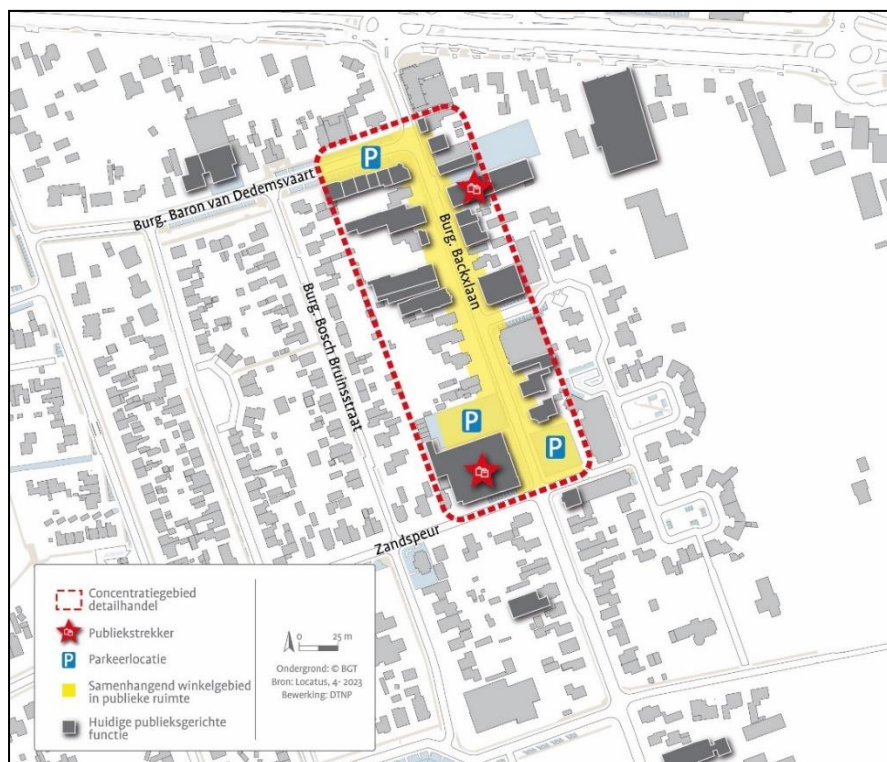 P
Burg. Baron van Dedemsvaart
Burg. Backxlaan
Burg. Bosch Bruinsstraat
P
P
Zandspeur
Concentratiegebied
detailhandel
Publiekstrekker
P Parkeerlocatie
Samenhangend winkelgebied
in publieke ruimte
Huidige publieksgerichte
functie
0 25 m
Ondergrond: © BGT
Bron: Locatus, 4- 2023
Bewerking: DTNP